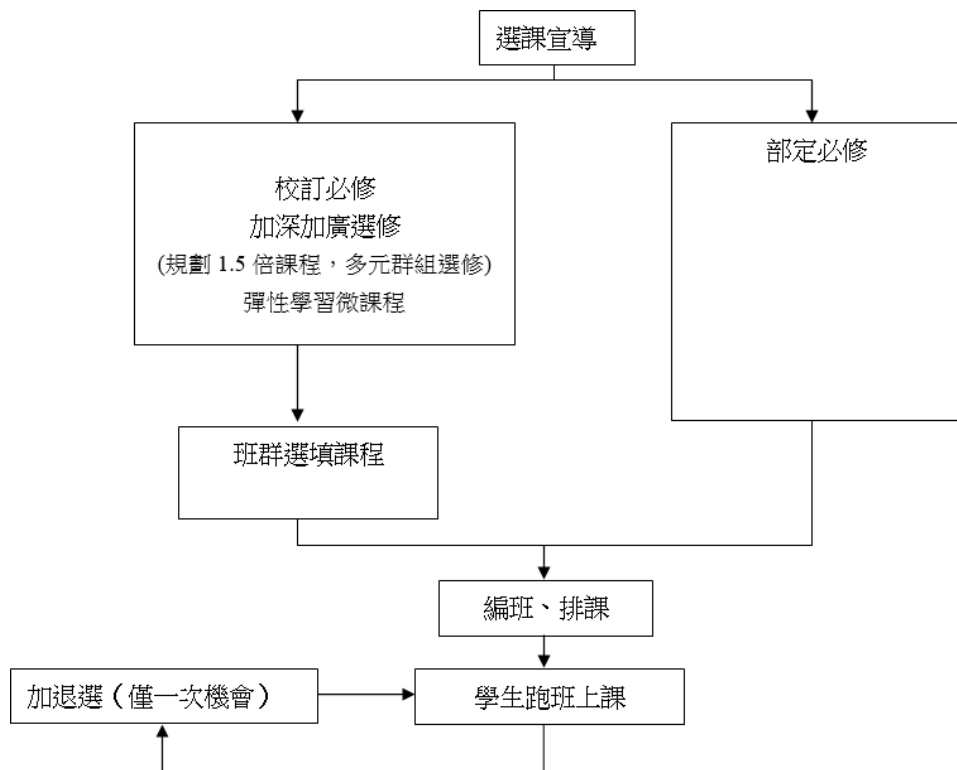 選課宣導
校訂必修
加深加廣選修
(規劃 1.5 倍課程，多元群組選修)
彈性學習微課程
部定必修
班群選填課程
編班、排課
加退選（僅一次機會）
學生跑班上課